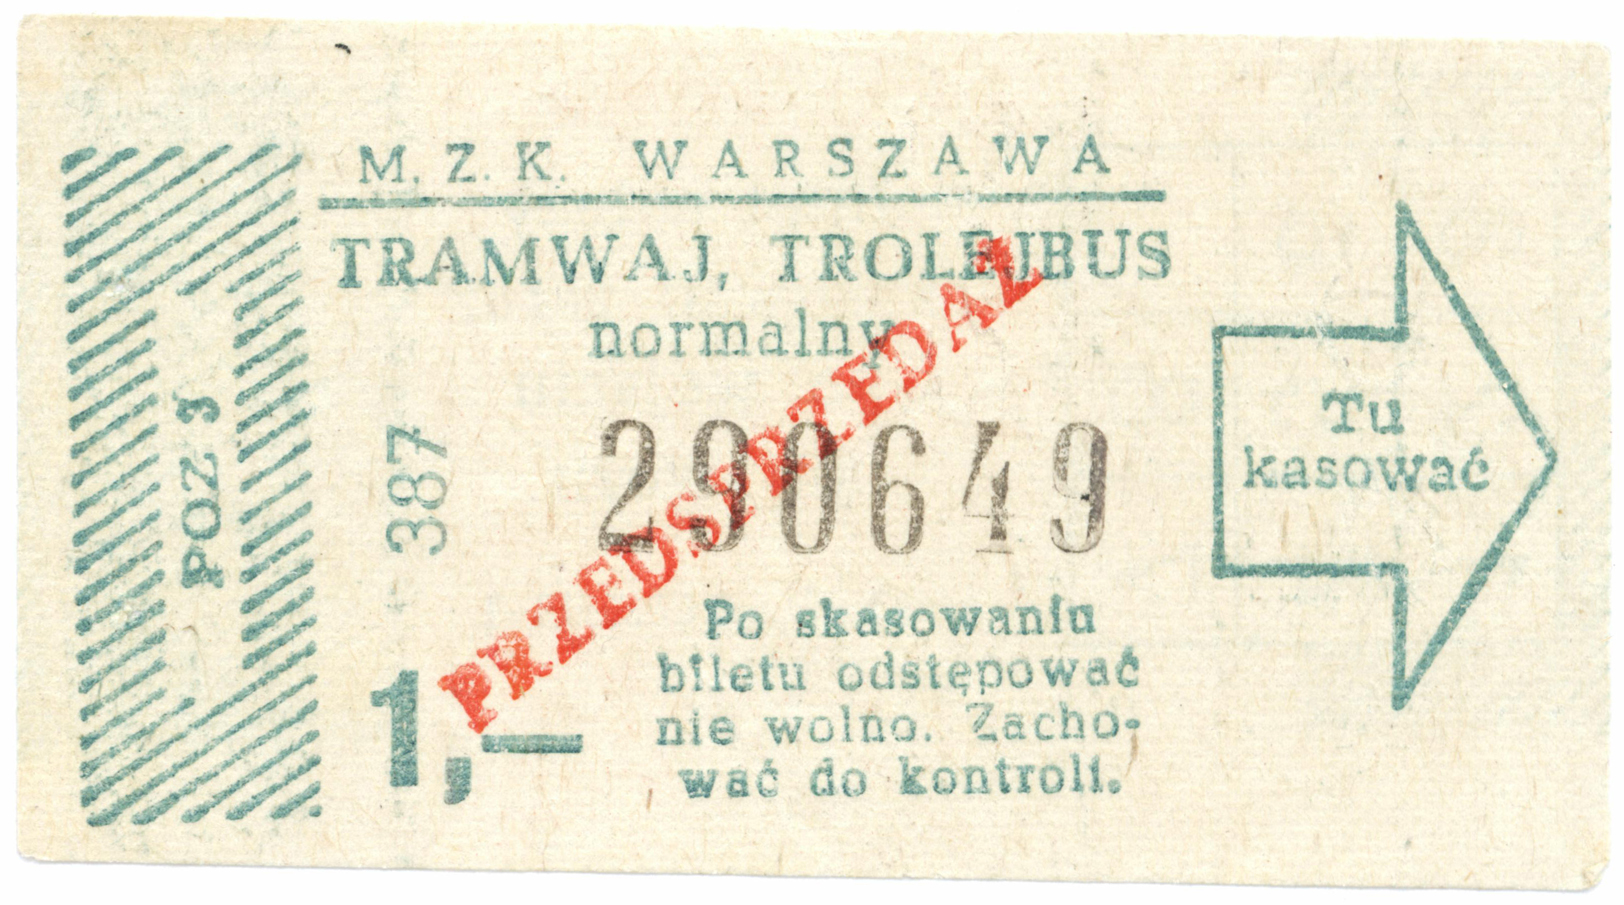 M. Z. K. WARSZAWA
TRAMWAJ, TROLEJBUS
normalny
PRZEDSPRZEDAŻ
POZ 3
387
290649
1,—
Po skasowaniu
biletu odstępować
nie wolno. Zacho-
wać do kontroli.
Tu
kasować